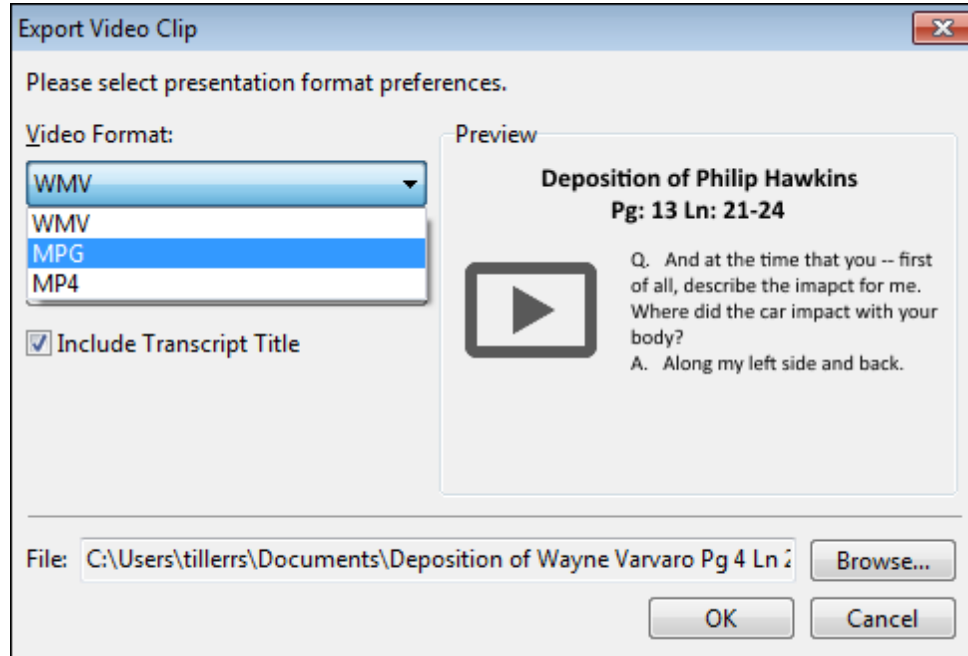 Export Video Clip
Please select presentation format preferences.
Video Format:
WMV
WMV
MPG
MP4
Include Transcript Title
Preview
Deposition of Philip Hawkins
Pg: 13 Ln: 21-24
Q. And at the time that you -- first
of all, describe the imapct for me.
Where did the car impact with your
body?
A. Along my left side and back.
File: C:\Users\tillerrs\Documents\Deposition of Wayne Varvaro Pg 4 Ln 2
Browse...
OK
Cancel